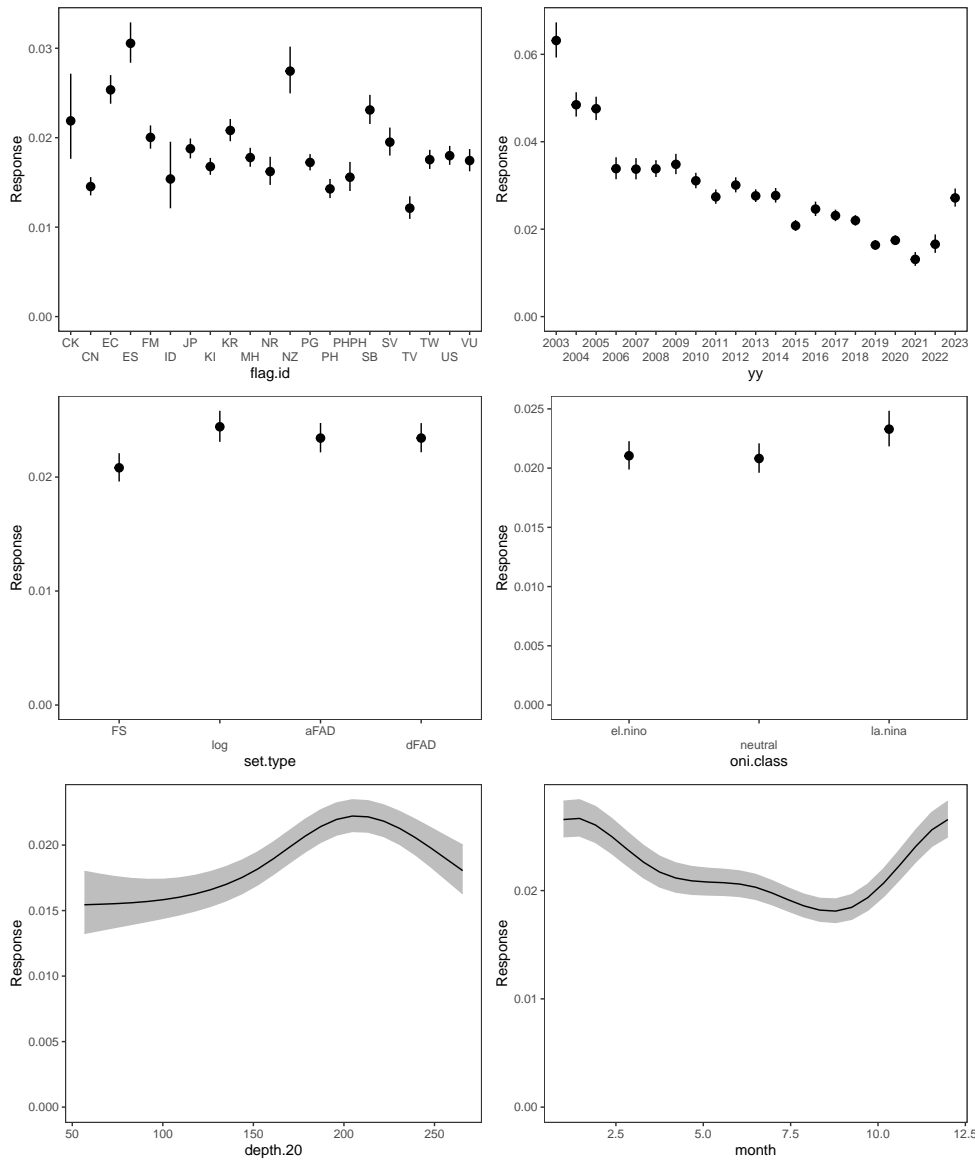 0.03
0.02
0.01
0.00
Response
CK EC FM JP KR NR PG PHPH SV TW VU
CN ES ID KI MH NZ PH SB TV US
flag.id
0.06
0.04
0.02
0.00
Response
2003 2005 2007 2009 2011 2013 2015 2017 2019 2021 2023
2004 2006 2008 2010 2012 2014 2016 2018 2020 2022
yy
0.02
0.01
0.00
Response
FS aFAD
log dFAD
set.type
0.025
0.020
0.015
0.010
0.005
0.000
Response
el.nino la.nina
neutral
oni.class
0.020
0.015
0.010
0.005
0.000
Response
50 100 150 200 250
depth.20
0.02
0.01
0.00
Response
2.5 5.0 7.5 10.0 12.5
month